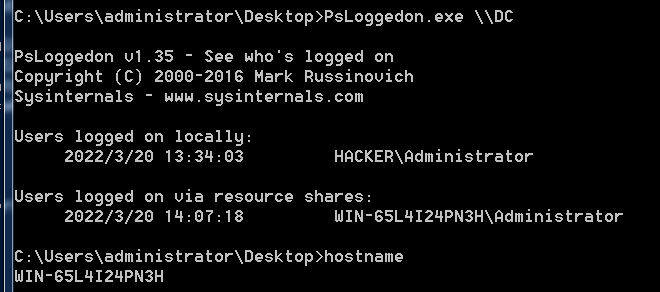 C:\Users\administrator\Desktop>PsLoggedon.exe \\DC
PsLoggedon v1.35 - See who's logged on
Copyright (C) 2000-2016 Mark Russinovich
Sysinternals - www.sysinternals.com
Users logged on locally:
2022/3/20 13:34:03 HACKER\Administrator
Users logged on via resource shares:
2022/3/20 14:07:18 WIN-65L4I24PN3H\Administrator
C:\Users\administrator\Desktop>hostname
WIN-65L4I24PN3H